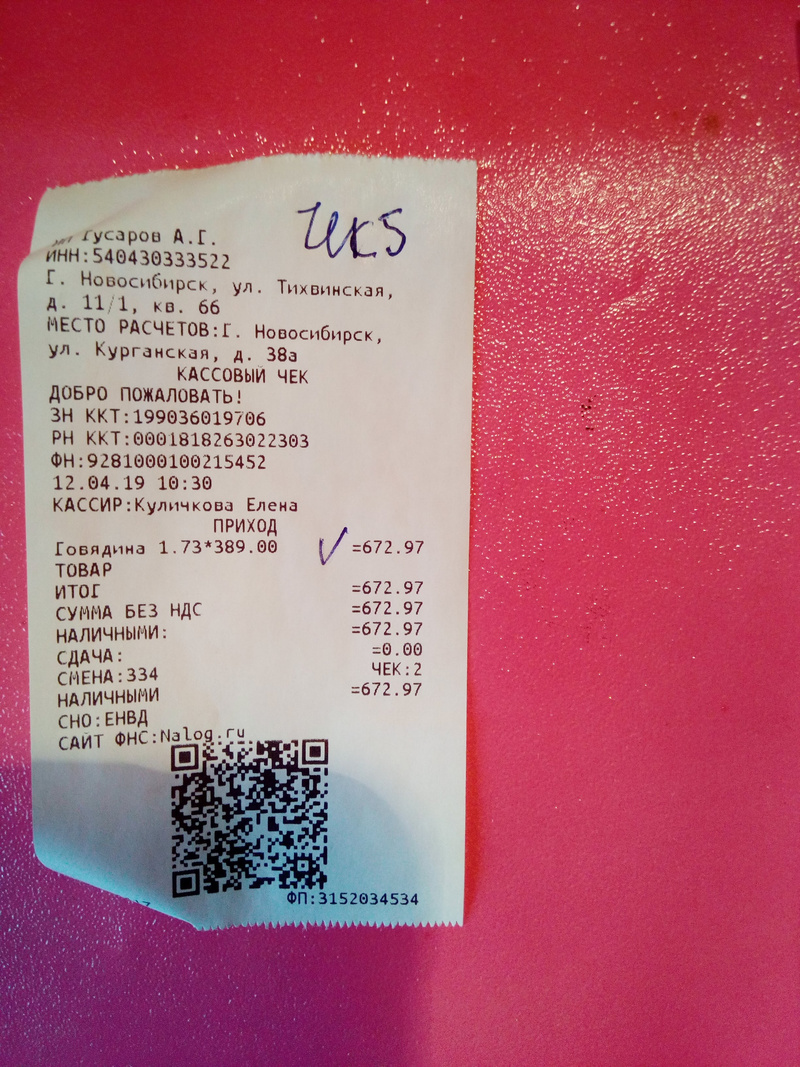 Гусаров А.Г.
ИНН:540430333522
Г. Новосибирск, ул. Тихвинская,
д. 11/1, кв. 66
МЕСТО РАСЧЕТОВ:Г. Новосибирск,
ул. Курганская, д. 38а
КАССОВЫЙ ЧЕК
ДОБРО ПОЖАЛОВАТЬ!
ЗН ККТ:199036019706
РН ККТ:0001818263022303
ФН:9281000100215452
12.04.19 10:30
КАССИР:Куличкова Елена
ПРИХОД
Говядина 1.73*389.00 =672.97
ТОВАР
ИТОГ =672.97
СУММА БЕЗ НДС =672.97
НАЛИЧНЫМИ: =672.97
СДАЧА: =0.00
СМЕНА:334 ЧЕК:2
НАЛИЧНЫМИ =672.97
СНО:ЕНВД
САЙТ ФНС:Nalog.ru
ФП:3152034534